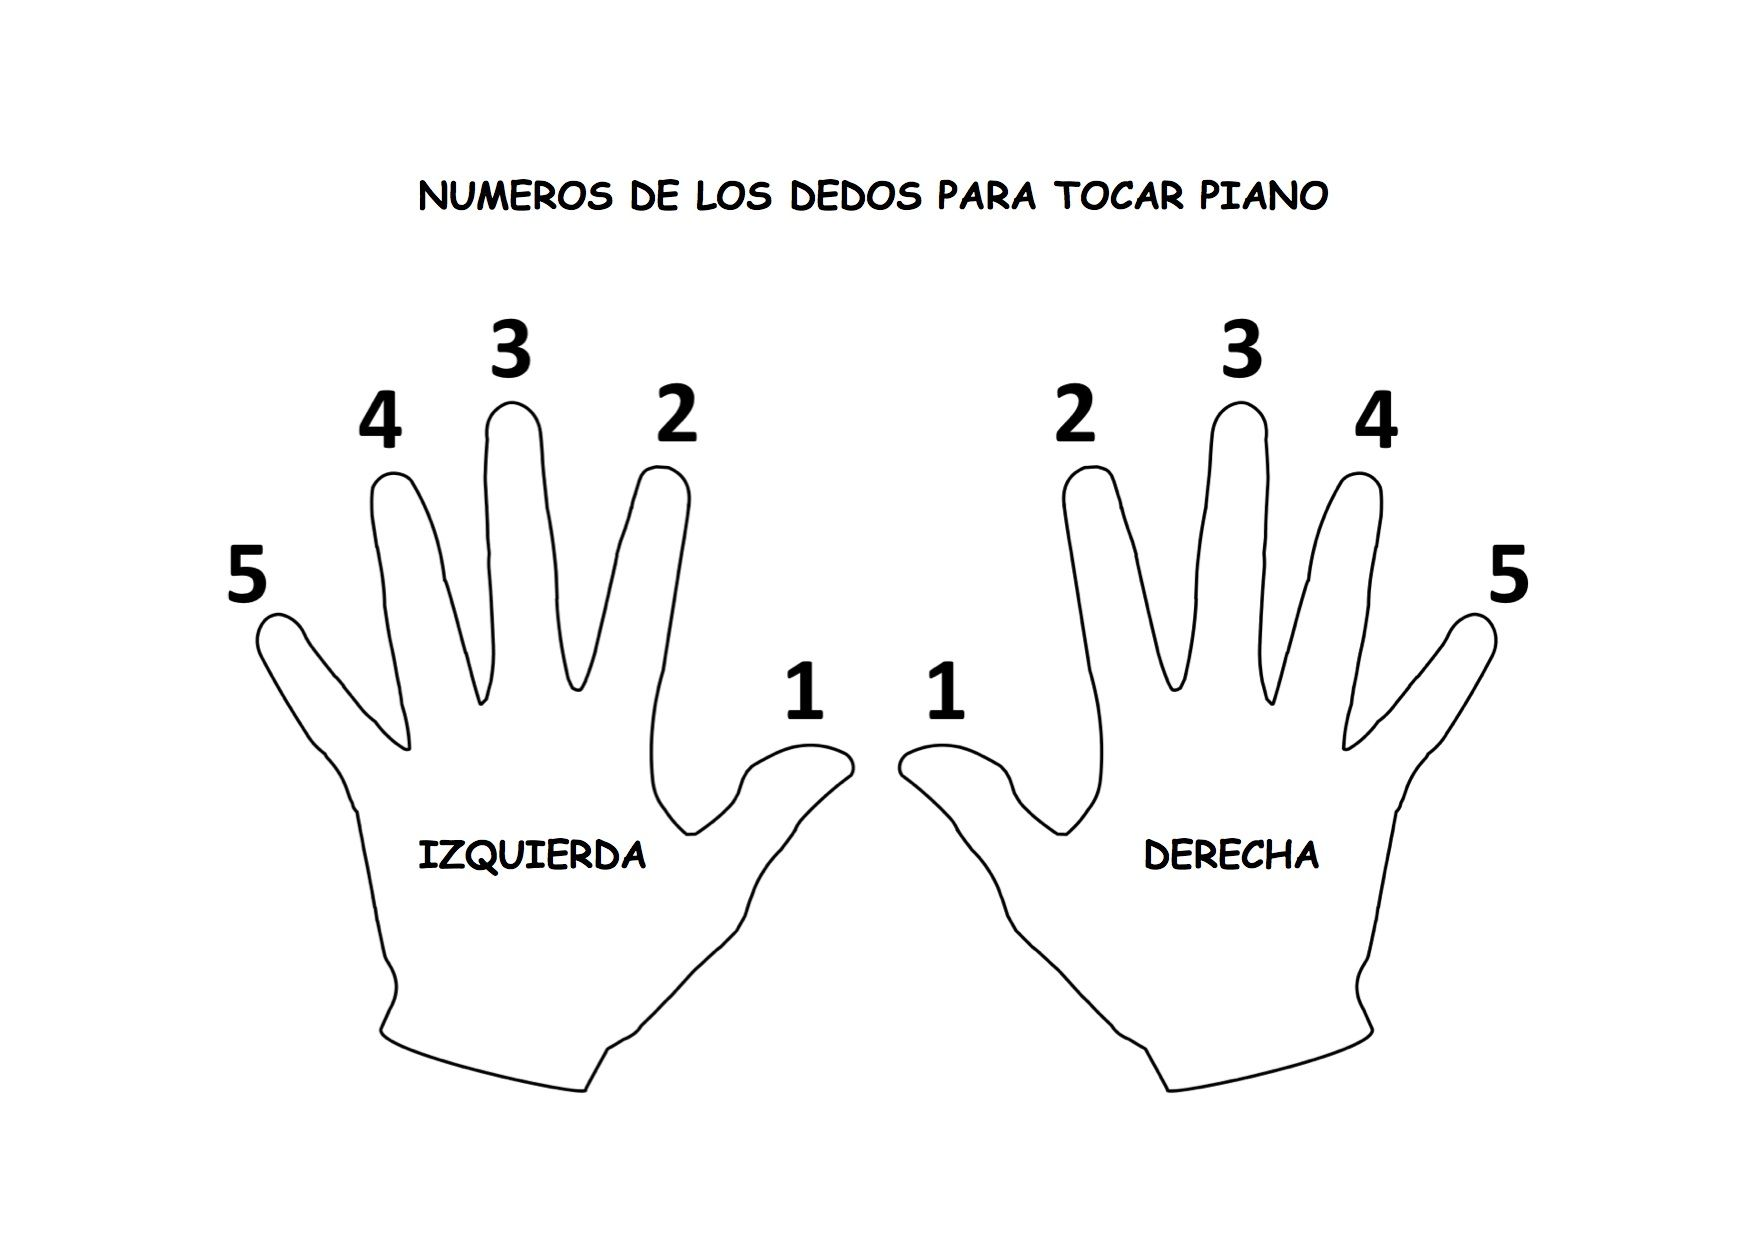 NUMEROS DE LOS DEDOS PARA TOCAR PIANO
3 3
4 2 2 4
5 5
1 1
IZQUIERDA DERECHA